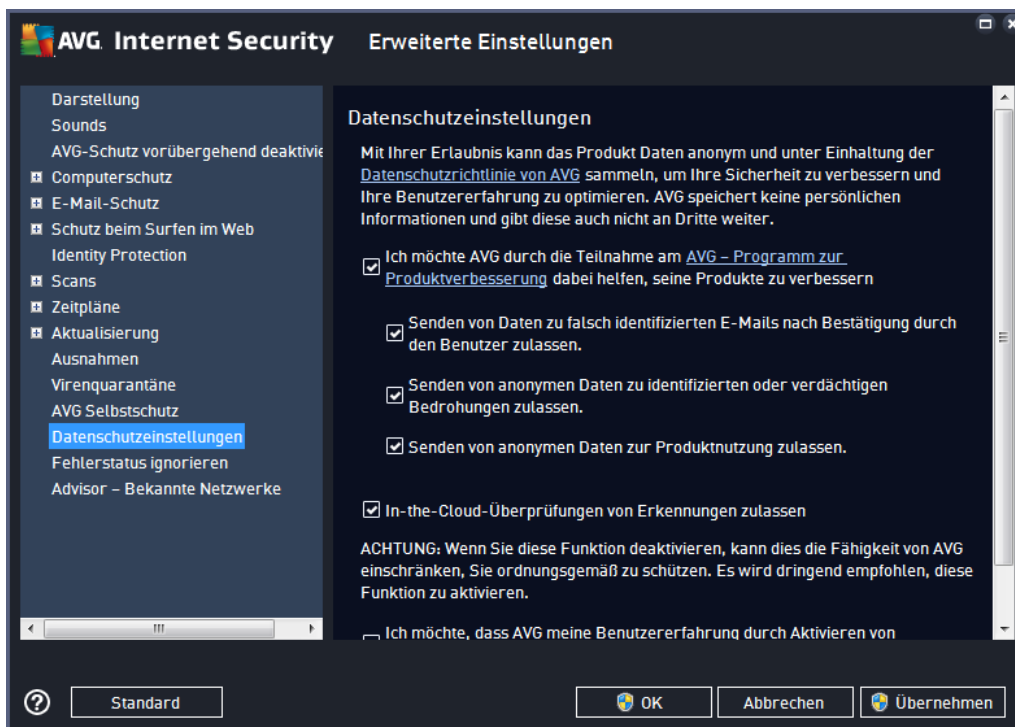 AVG. Internet Security Erweiterte Einstellungen
Darstellung
Sounds
AVG-Schutz vorübergehend deaktivie
Computerschutz
E-Mail-Schutz
Schutz beim Surfen im Web
Identity Protection
Scans
Zeitpläne
Aktualisierung
Ausnahmen
Virenquarantäne
AVG Selbstschutz
Datenschutzeinstellungen
Fehlerstatus ignorieren
Advisor – Bekannte Netzwerke
Datenschutzeinstellungen
Mit Ihrer Erlaubnis kann das Produkt Daten anonym und unter Einhaltung der
Datenschutzrichtlinie von AVG sammeln, um Ihre Sicherheit zu verbessern und
Ihre Benutzererfahrung zu optimieren. AVG speichert keine persönlichen
Informationen und gibt diese auch nicht an Dritte weiter.
Ich möchte AVG durch die Teilnahme am AVG – Programm zur
Produktverbesserung dabei helfen, seine Produkte zu verbessern
Senden von Daten zu falsch identifizierten E-Mails nach Bestätigung durch
den Benutzer zulassen.
Senden von anonymen Daten zu identifizierten oder verdächtigen
Bedrohungen zulassen.
Senden von anonymen Daten zur Produktnutzung zulassen.
In-the-Cloud-Überprüfungen von Erkennungen zulassen
ACHTUNG: Wenn Sie diese Funktion deaktivieren, kann dies die Fähigkeit von AVG
einschränken, Sie ordnungsgemäß zu schützen. Es wird dringend empfohlen, diese
Funktion zu aktivieren.
Ich möchte, dass AVG meine Benutzererfahrung durch Aktivieren von
Standard
OK
Abbrechen
Übernehmen